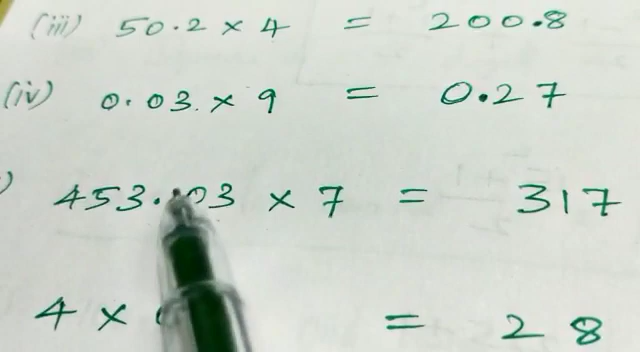 (iii) 50.2 × 4 = 200.8
(iv) 0.03 × 9 = 0.27
) 453.03 × 7 = 317
4 × = 28